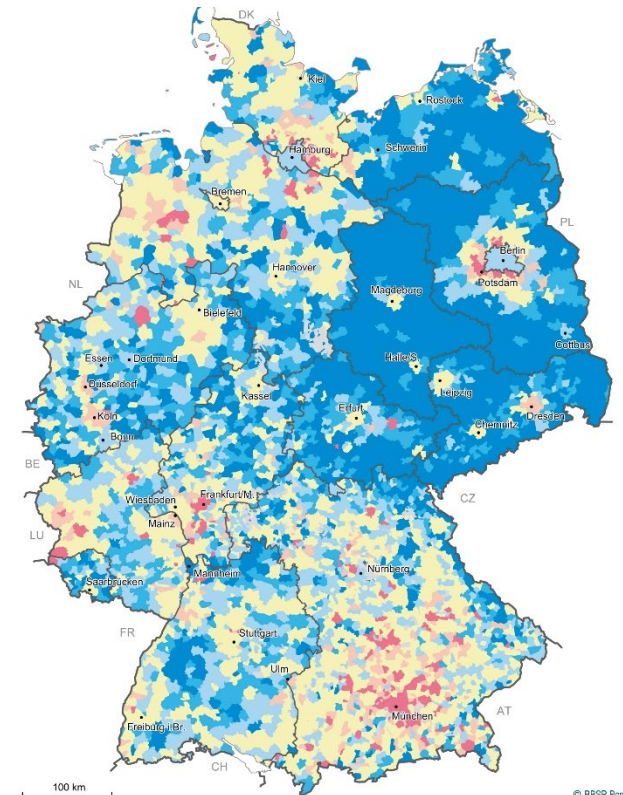 DK
Kiel
Rostock
Schwerin
Hamburg
Bremen
PL
Berlin
Potsdam
NL
Hannover
Magdeburg
Bielefeld
Cottbus
Essen
Dortmund
Halle/S.
Düsseldorf
Kassel
Leipzig
Köln
Erfurt
Dresden
Chemnitz
Bonn
BE
CZ
Wiesbaden
Frankfurt/M.
Mainz
LU
Mannheim
Nürnberg
Saarbrücken
FR
Stuttgart
Ulm
München
AT
Freiburg i.Br.
CH
100 km
© BBSR